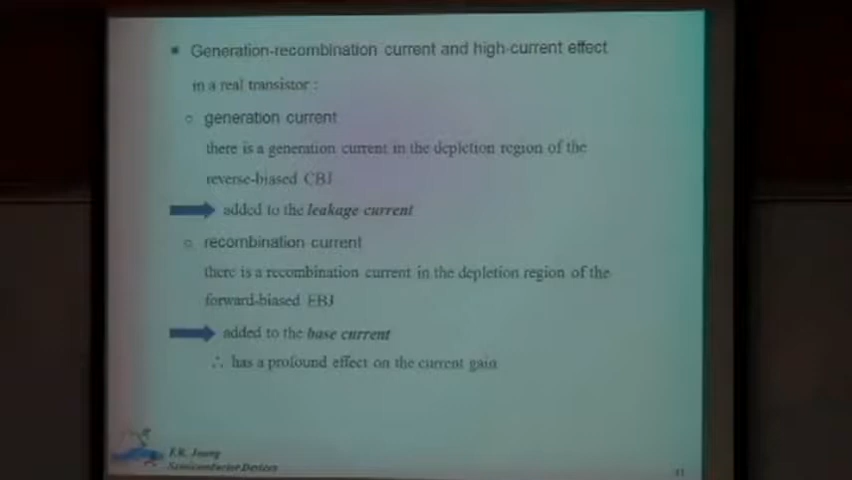 ▪ Generation-recombination current and high-current effect
in a real transistor :
○ generation current
there is a generation current in the depletion region of the
reverse-biased CBJ
added to the leakage current
○ recombination current
there is a recombination current in the depletion region of the
forward-biased EBJ
added to the base current
∴ has a profound effect on the current gain
Semiconductor Devices